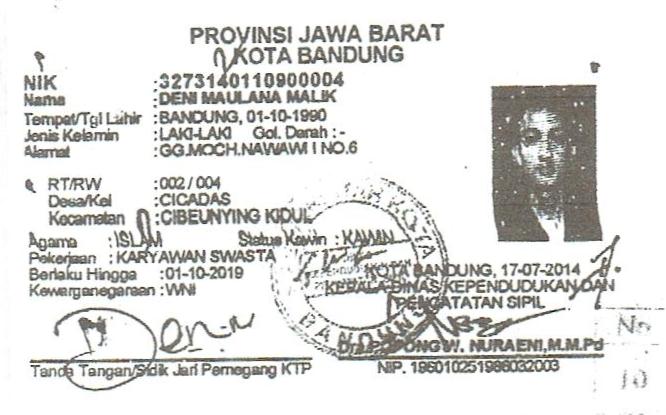 PROVINSI JAWA BARAT
KOTA BANDUNG
NIK : 3273140110900004
Nama : DENI MAULANA MALIK
Tempat/Tgl Lahir : BANDUNG, 01-10-1990
Jenis Kelamin : LAKI-LAKI Gol. Darah : -
Alamat : GG.MOCH.NAWAWI I NO.6
RT/RW : 002 / 004
Desa/Kel : CICADAS
Kecamatan : CIBEUNYING KIDUL
Agama : ISLAM Status Kawin : KAWIN
Pekerjaan : KARYAWAN SWASTA
Berlaku Hingga : 01-10-2019
Kewarganegaraan : WNI
KOTA BANDUNG, 17-07-2014
KEPALA DINAS KEPENDUDUKAN DAN
PENCATATAN SIPIL
Deni
W. NURAENI, M.M.Pd
Tanda Tangan/Sidik Jari Pemegang KTP
NIP. 196010251986032003
KOTA
BANDUNG
No
10